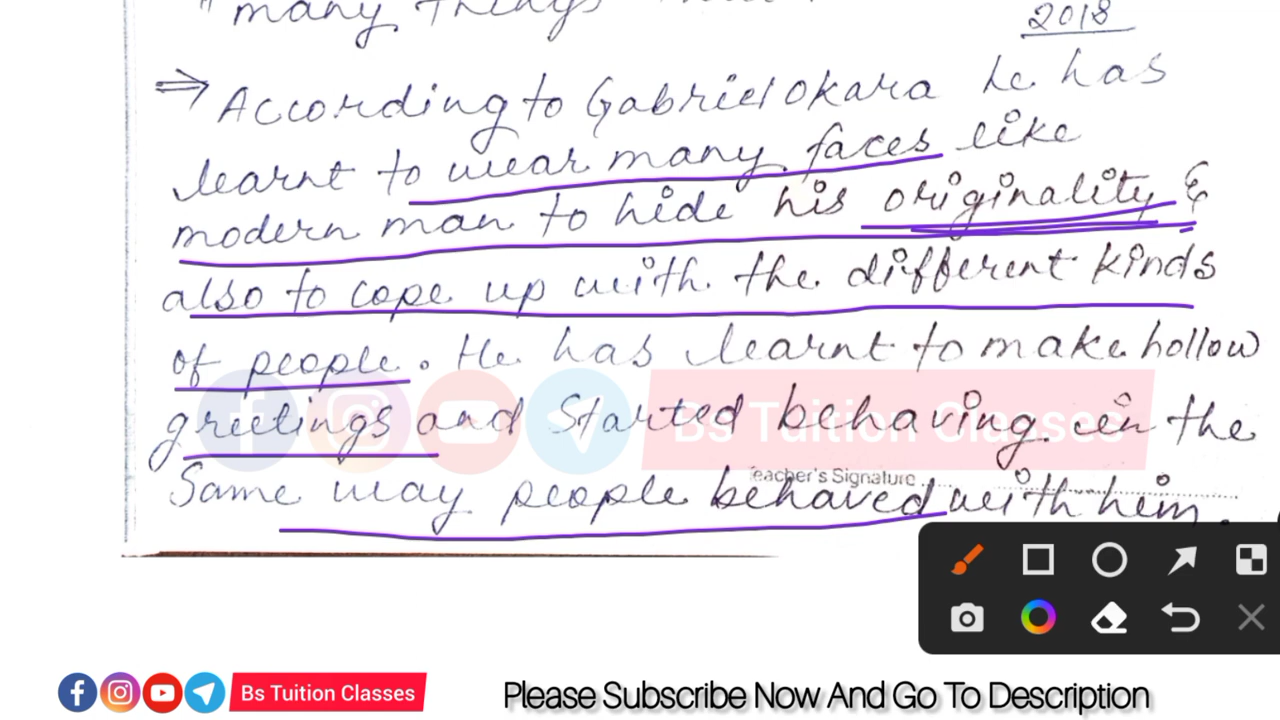 " many things
2018
⇒ According to Gabriel Okara he has
learnt to wear many faces like
modern man to hide his originality &
also to cope up with the different kinds
of people. He has learnt to make hollow
greetings and started behaving in the
Same way people behaved with him.
Bs Tuition Classes
Teacher's Signature
Bs Tuition Classes
Please Subscribe Now And Go To Description